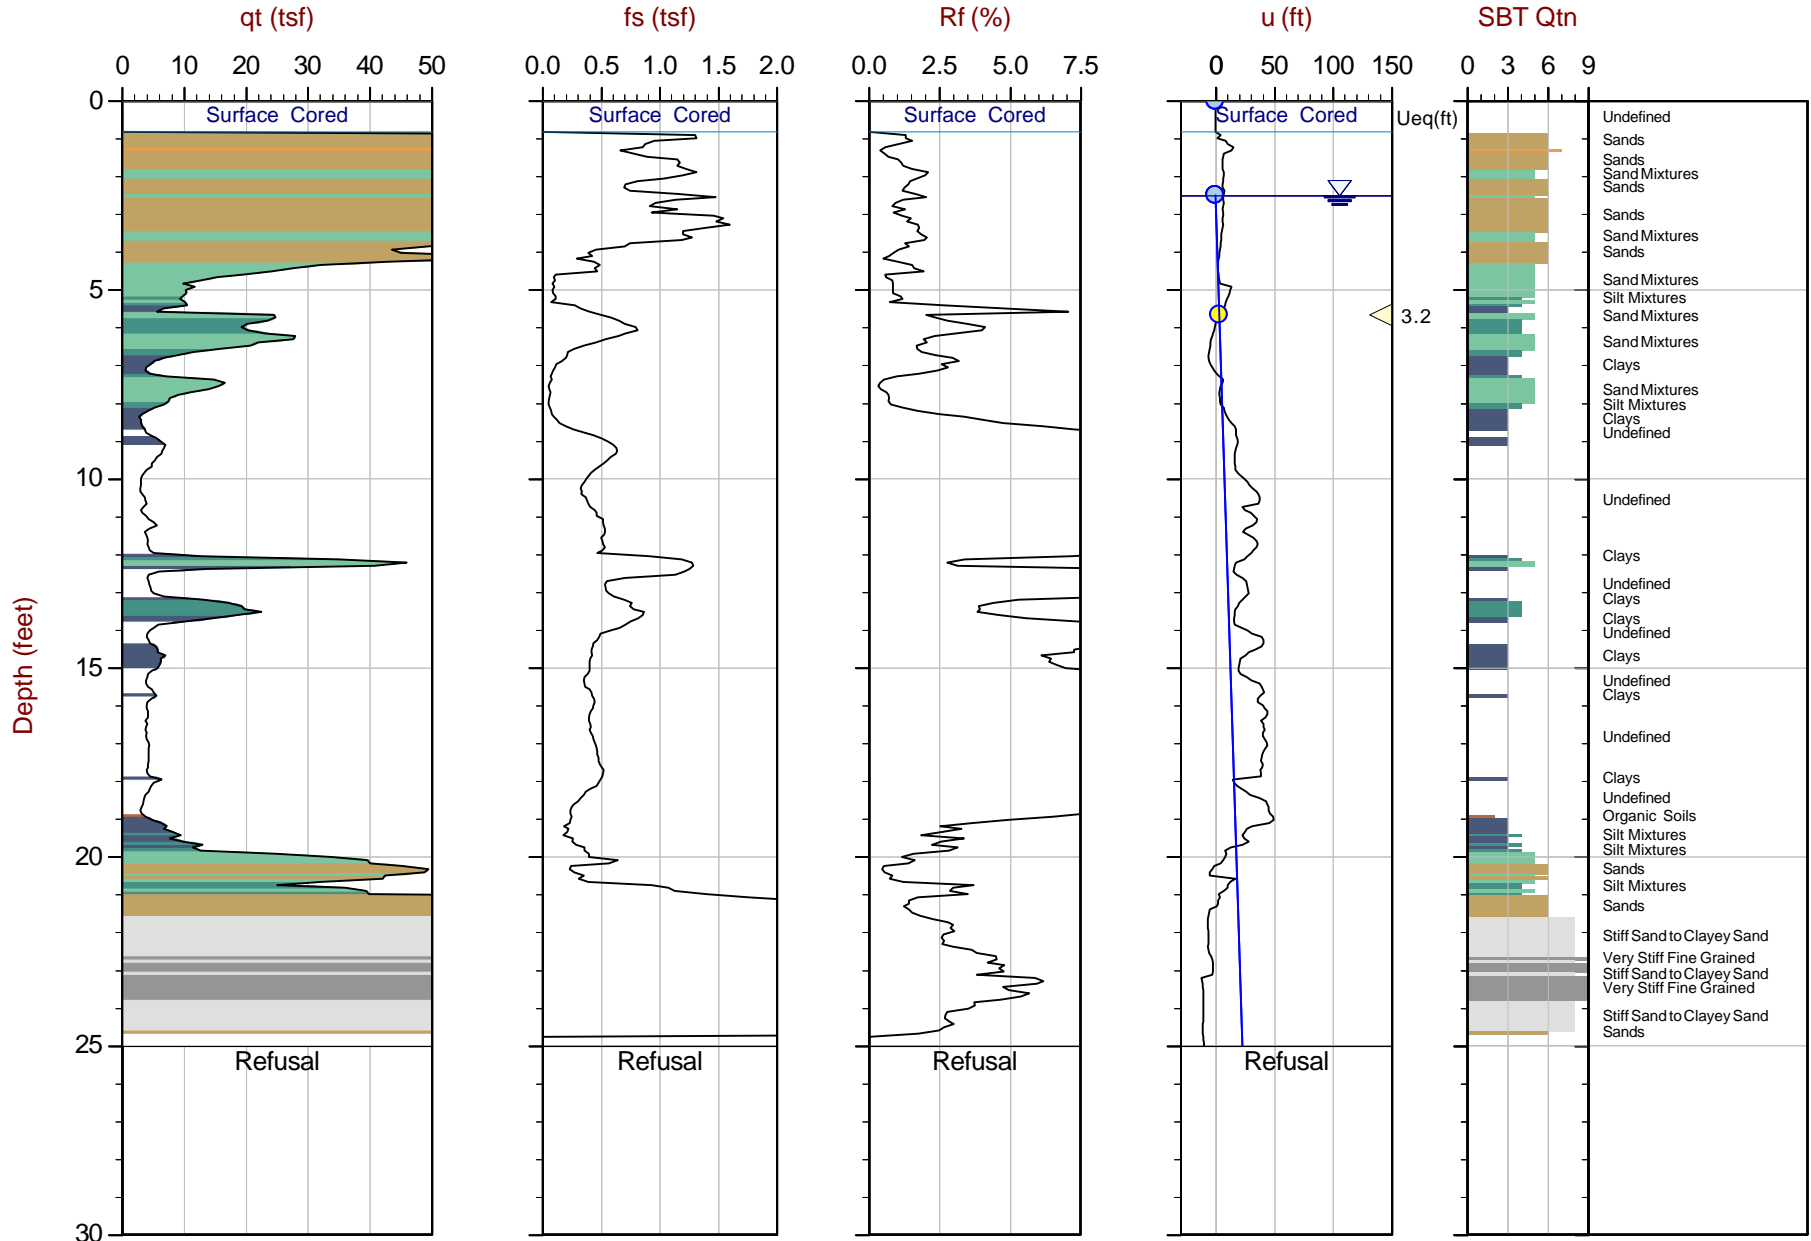 qt (tsf) fs (tsf) Rf (%) u (ft) SBT Qtn
0 10 20 30 40 50 0.0 0.5 1.0 1.5 2.0 0.0 2.5 5.0 7.5 0 50 100 150 0 3 6 9
0
Surface Cored Surface Cored Surface Cored Surface Cored Ueq(ft)
Undefined
Sands
Sands
Sand Mixtures
Sands
Sands
Sand Mixtures
Sands
Sand Mixtures
5
Silt Mixtures
3.2
Sand Mixtures
Sand Mixtures
Clays
Sand Mixtures
Silt Mixtures
Clays
Undefined
10
Undefined
Clays
Undefined
Clays
Clays
Undefined
Clays
15
Undefined
Clays
Depth (feet)
Undefined
Clays
Undefined
Organic Soils
Silt Mixtures
Silt Mixtures
20
Sands
Silt Mixtures
Sands
Stiff Sand to Clayey Sand
Very Stiff Fine Grained
Stiff Sand to Clayey Sand
Very Stiff Fine Grained
Stiff Sand to Clayey Sand
Sands
25
Refusal Refusal Refusal Refusal
30